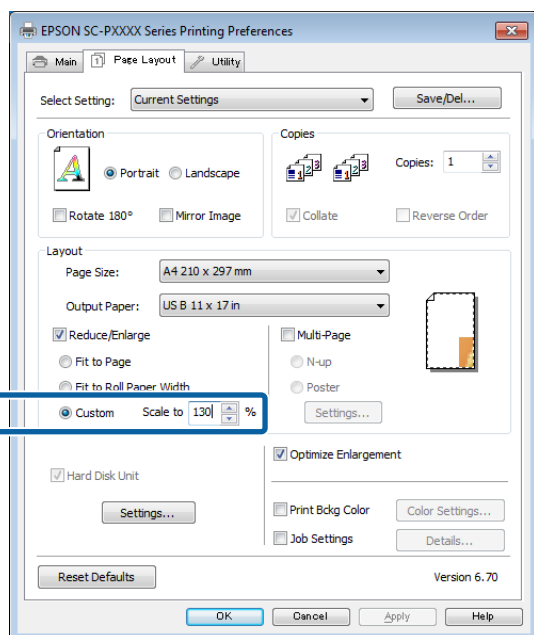 EPSON SC-PXXXX Series Printing Preferences
Main Page Layout Utility
Select Setting: Current Settings Save/Del...
Orientation Copies
Portrait Landscape Copies: 1
Rotate 180° Mirror Image Collate Reverse Order
Layout
Page Size: A4 210 x 297 mm
Output Paper: US B 11 x 17 in
Reduce/Enlarge Multi-Page
Fit to Page N-up
Fit to Roll Paper Width Poster
Custom Scale to 130 % Settings...
Optimize Enlargement
Hard Disk Unit
Settings... Print Bckg Color Color Settings...
Job Settings Details...
Reset Defaults Version 6.70
OK Cancel Apply Help